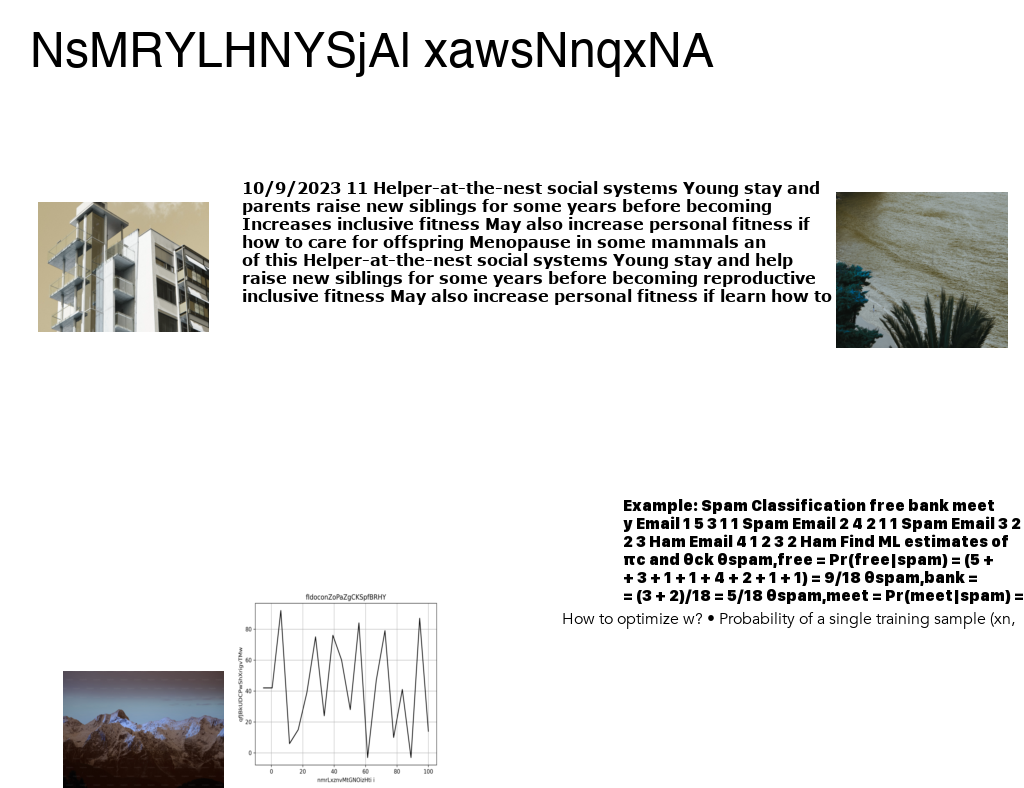 NsMRYLHNYSjAl xawsNnqxNA
10/9/2023 11 Helper-at-the-nest social systems Young stay and
parents raise new siblings for some years before becoming
Increases inclusive fitness May also increase personal fitness if
how to care for offspring Menopause in some mammals an
of this Helper-at-the-nest social systems Young stay and help
raise new siblings for some years before becoming reproductive
inclusive fitness May also increase personal fitness if learn how to
Example: Spam Classification free bank meet
y Email 1 5 3 1 1 Spam Email 2 4 2 1 1 Spam Email 3 2
2 3 Ham Email 4 1 2 3 2 Ham Find ML estimates of
πc and θck θspam,free = Pr(free|spam) = (5 +
+ 3 + 1 + 1 + 4 + 2 + 1 + 1) = 9/18 θspam,bank =
= (3 + 2)/18 = 5/18 θspam,meet = Pr(meet|spam) =
How to optimize w? • Probability of a single training sample (xn,
fldoconZoPaZgCKSpfBRHY
80
60
40
20
0
0 20 40 60 80 100